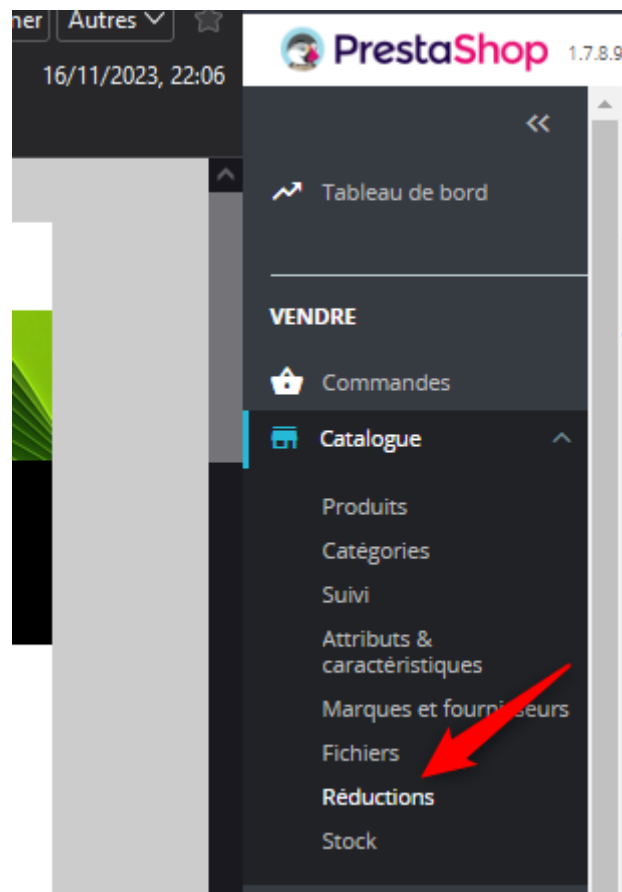 Autres
16/11/2023, 22:06
PrestaShop 1.7.8.9
Tableau de bord
VENDRE
Commandes
Catalogue
Produits
Catégories
Suivi
Attributs &
caractéristiques
Marques et fournisseurs
Fichiers
Réductions
Stock